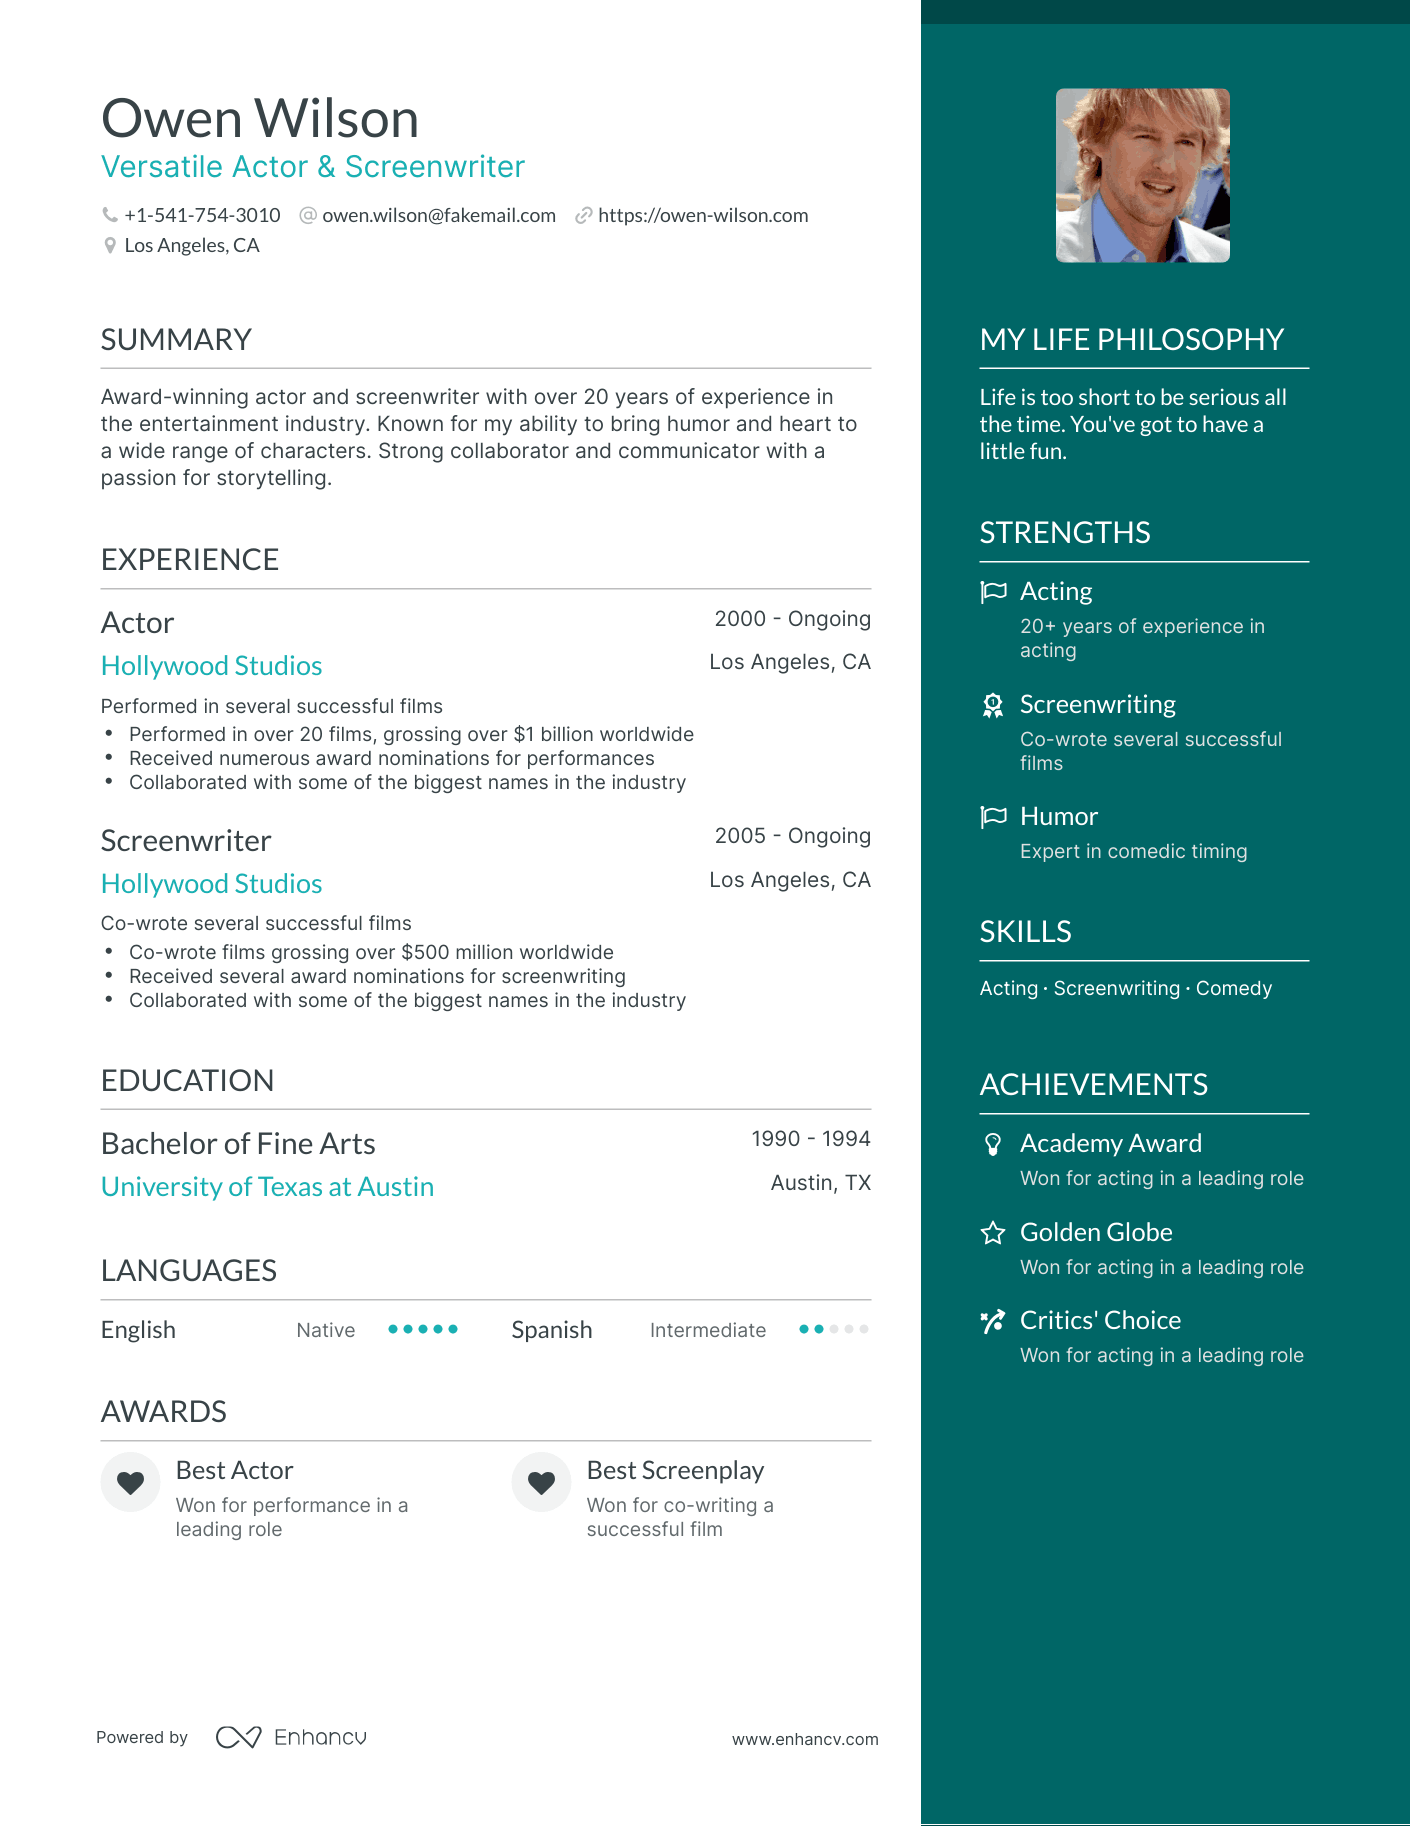 Owen Wilson
Versatile Actor & Screenwriter
+1-541-754-3010 @ owen.wilson@fakemail.com https://owen-wilson.com
Los Angeles, CA
SUMMARY
Award-winning actor and screenwriter with over 20 years of experience in
the entertainment industry. Known for my ability to bring humor and heart to
a wide range of characters. Strong collaborator and communicator with a
passion for storytelling.
EXPERIENCE
Actor 2000 - Ongoing
Hollywood Studios Los Angeles, CA
Performed in several successful films
• Performed in over 20 films, grossing over $1 billion worldwide
• Received numerous award nominations for performances
• Collaborated with some of the biggest names in the industry
Screenwriter 2005 - Ongoing
Hollywood Studios Los Angeles, CA
Co-wrote several successful films
• Co-wrote films grossing over $500 million worldwide
• Received several award nominations for screenwriting
• Collaborated with some of the biggest names in the industry
EDUCATION
Bachelor of Fine Arts 1990 - 1994
University of Texas at Austin Austin, TX
LANGUAGES
English Native Spanish Intermediate
AWARDS
Best Actor
Won for performance in a
leading role
Best Screenplay
Won for co-writing a
successful film
Powered by Enhancv www.enhancv.com
MY LIFE PHILOSOPHY
Life is too short to be serious all
the time. You've got to have a
little fun.
STRENGTHS
Acting
20+ years of experience in
acting
Screenwriting
Co-wrote several successful
films
Humor
Expert in comedic timing
SKILLS
Acting · Screenwriting · Comedy
ACHIEVEMENTS
Academy Award
Won for acting in a leading role
Golden Globe
Won for acting in a leading role
Critics' Choice
Won for acting in a leading role